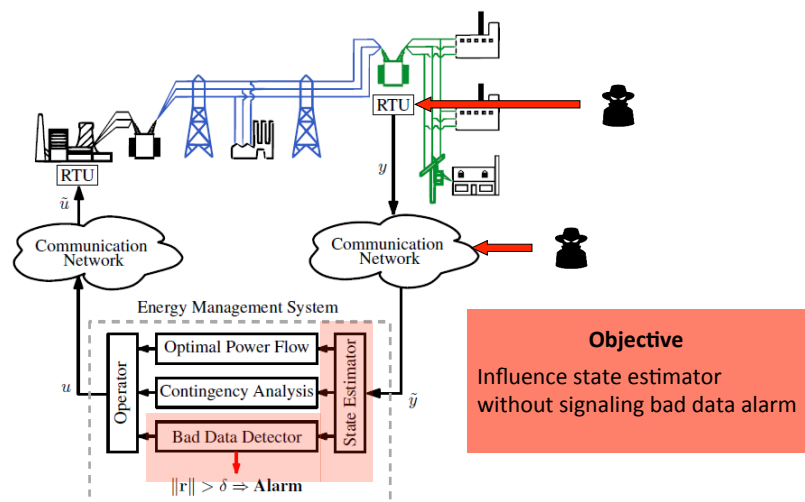 RTU
RTU
y
ũ
Communication
Network
Communication
Network
Energy Management System
Optimal Power Flow
Contingency Analysis
Bad Data Detector
Operator
State Estimator
u
ỹ
‖r‖ > δ ⇒ Alarm
Objective
Influence state estimator
without signaling bad data alarm